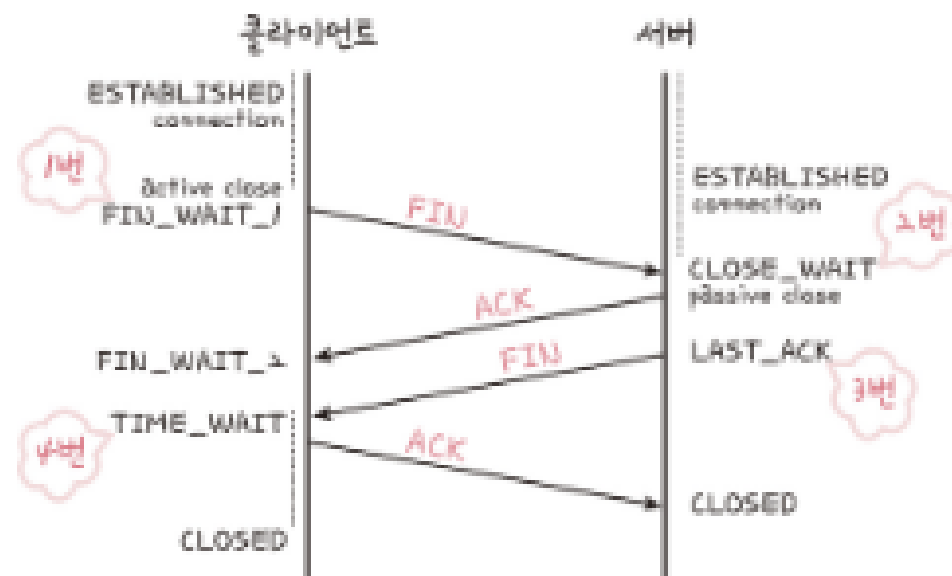 클라이언트
서버
ESTABLISHED
connection
1번
active close
FIN_WAIT_1
FIN
ESTABLISHED
connection
2번
CLOSE_WAIT
passive close
ACK
FIN_WAIT_2
FIN
LAST_ACK
3번
TIME_WAIT
4번
ACK
CLOSED
CLOSED